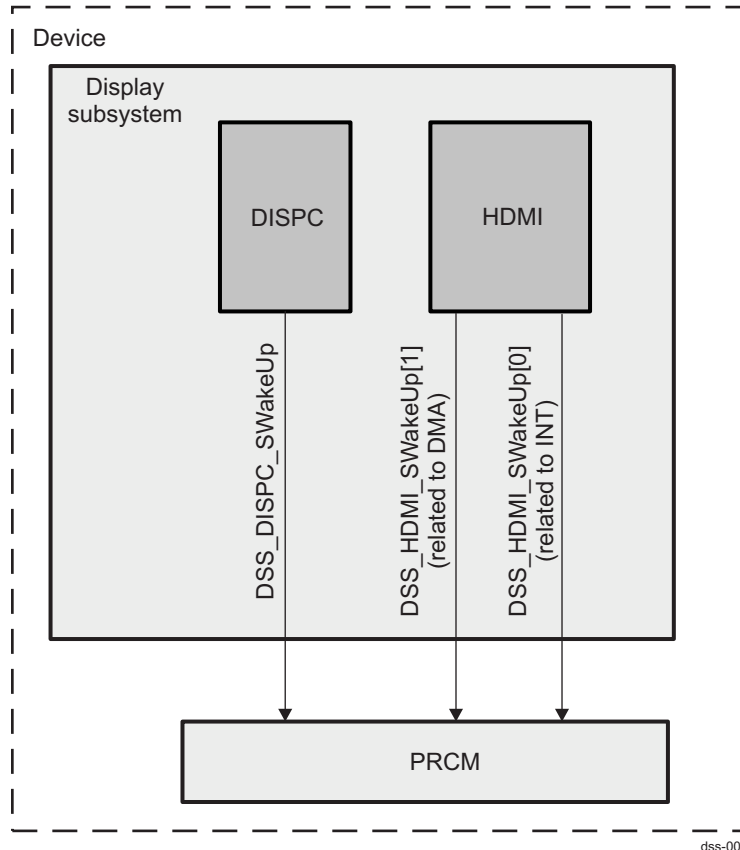 Device
Display
subsystem
DISPC
HDMI
DSS_DISPC_SWakeUp
DSS_HDMI_SWakeUp[1]
(related to DMA)
DSS_HDMI_SWakeUp[0]
(related to INT)
PRCM
dss-00